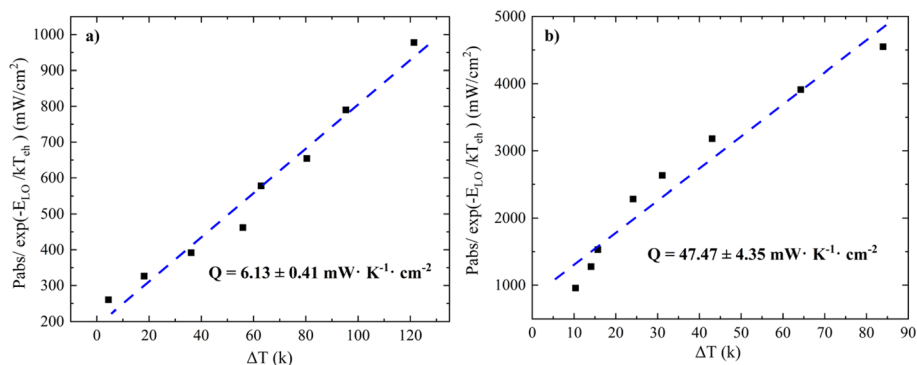 a)
Pabs/ exp(-E_LO /kT_ch ) (mW/cm²)
1000
900
800
700
600
500
400
300
200
Q = 6.13 ± 0.41 mW· K⁻¹· cm⁻²
0 20 40 60 80 100 120
ΔT (k)
b)
Pabs/ exp(-E_LO /kT_ch ) (mW/cm²)
5000
4000
3000
2000
1000
Q = 47.47 ± 4.35 mW· K⁻¹· cm⁻²
0 10 20 30 40 50 60 70 80 90
ΔT (k)